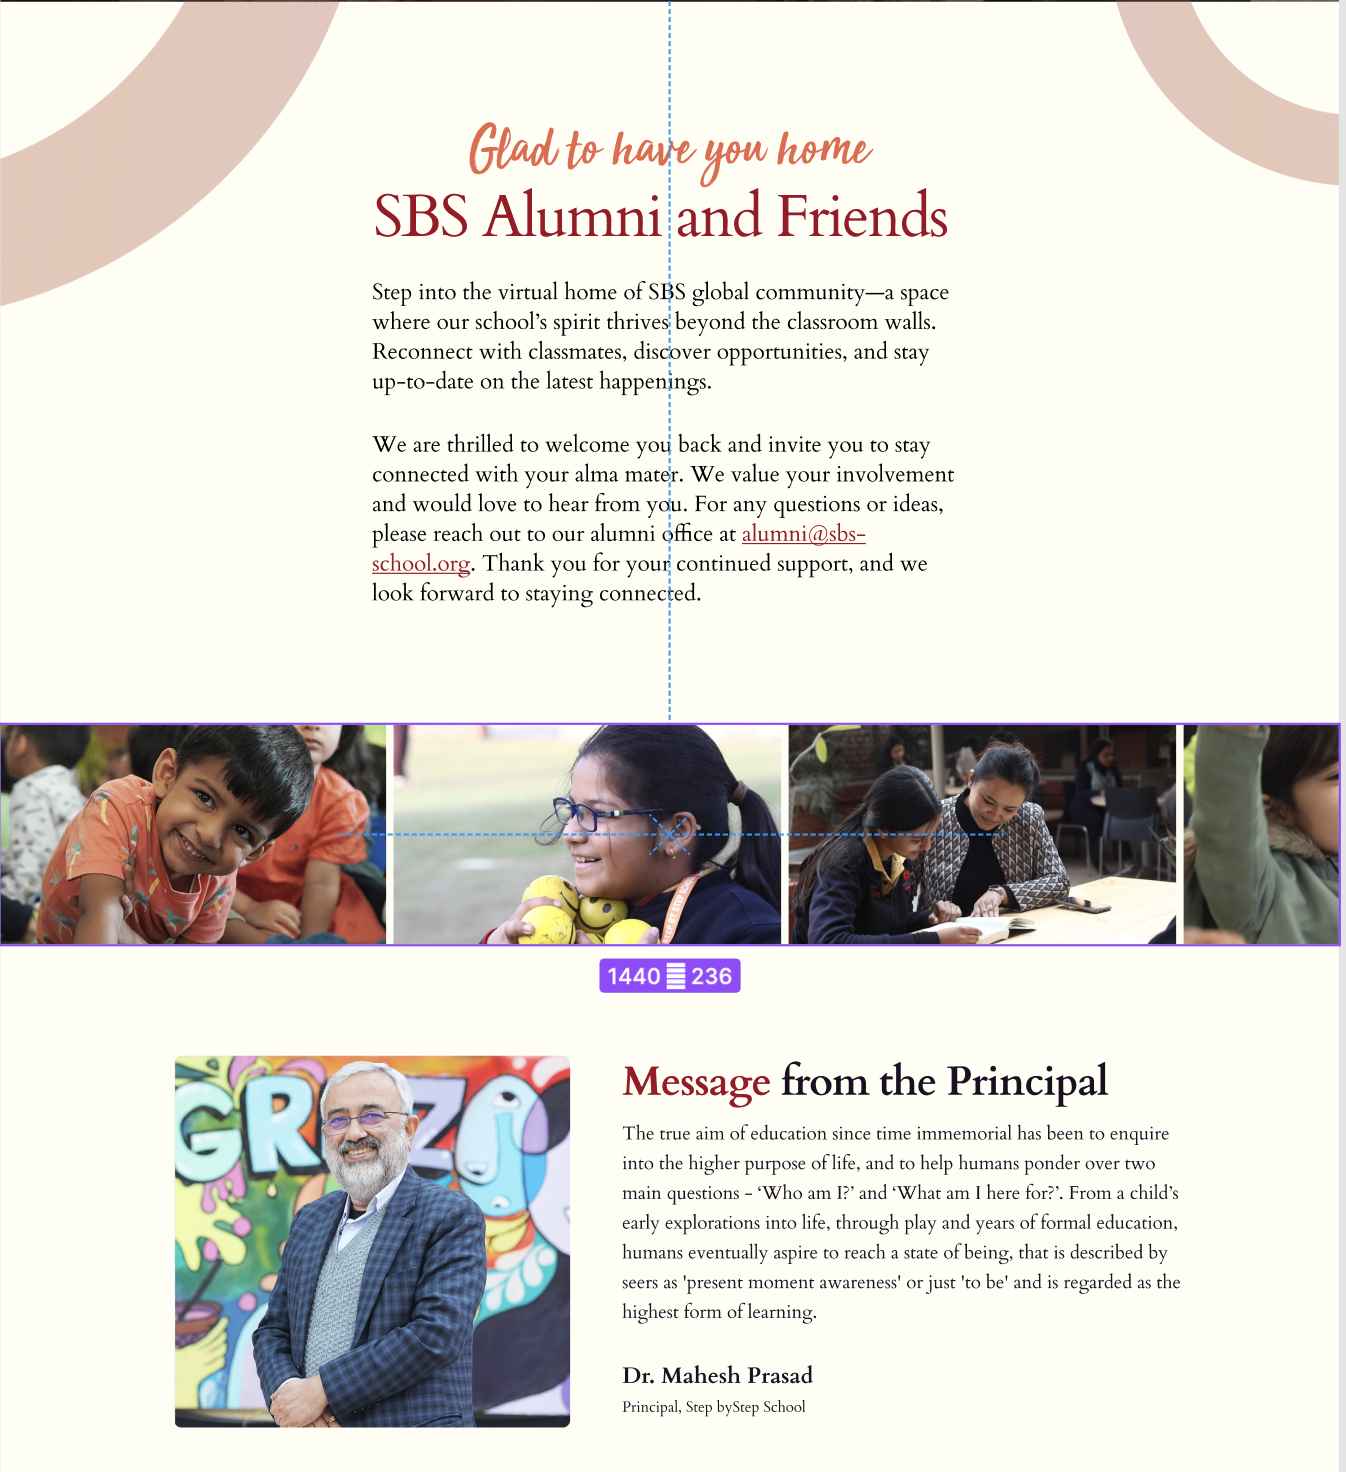 Glad to have you home
SBS Alumni and Friends
Step into the virtual home of SBS global community—a space
where our school’s spirit thrives beyond the classroom walls.
Reconnect with classmates, discover opportunities, and stay
up-to-date on the latest happenings.
We are thrilled to welcome you back and invite you to stay
connected with your alma mater. We value your involvement
and would love to hear from you. For any questions or ideas,
please reach out to our alumni office at alumni@sbs-
school.org. Thank you for your continued support, and we
look forward to staying connected.
1440 236
Message from the Principal
The true aim of education since time immemorial has been to enquire
into the higher purpose of life, and to help humans ponder over two
main questions - ‘Who am I?’ and ‘What am I here for?’. From a child’s
early explorations into life, through play and years of formal education,
humans eventually aspire to reach a state of being, that is described by
seers as 'present moment awareness' or just 'to be' and is regarded as the
highest form of learning.
Dr. Mahesh Prasad
Principal, Step byStep School